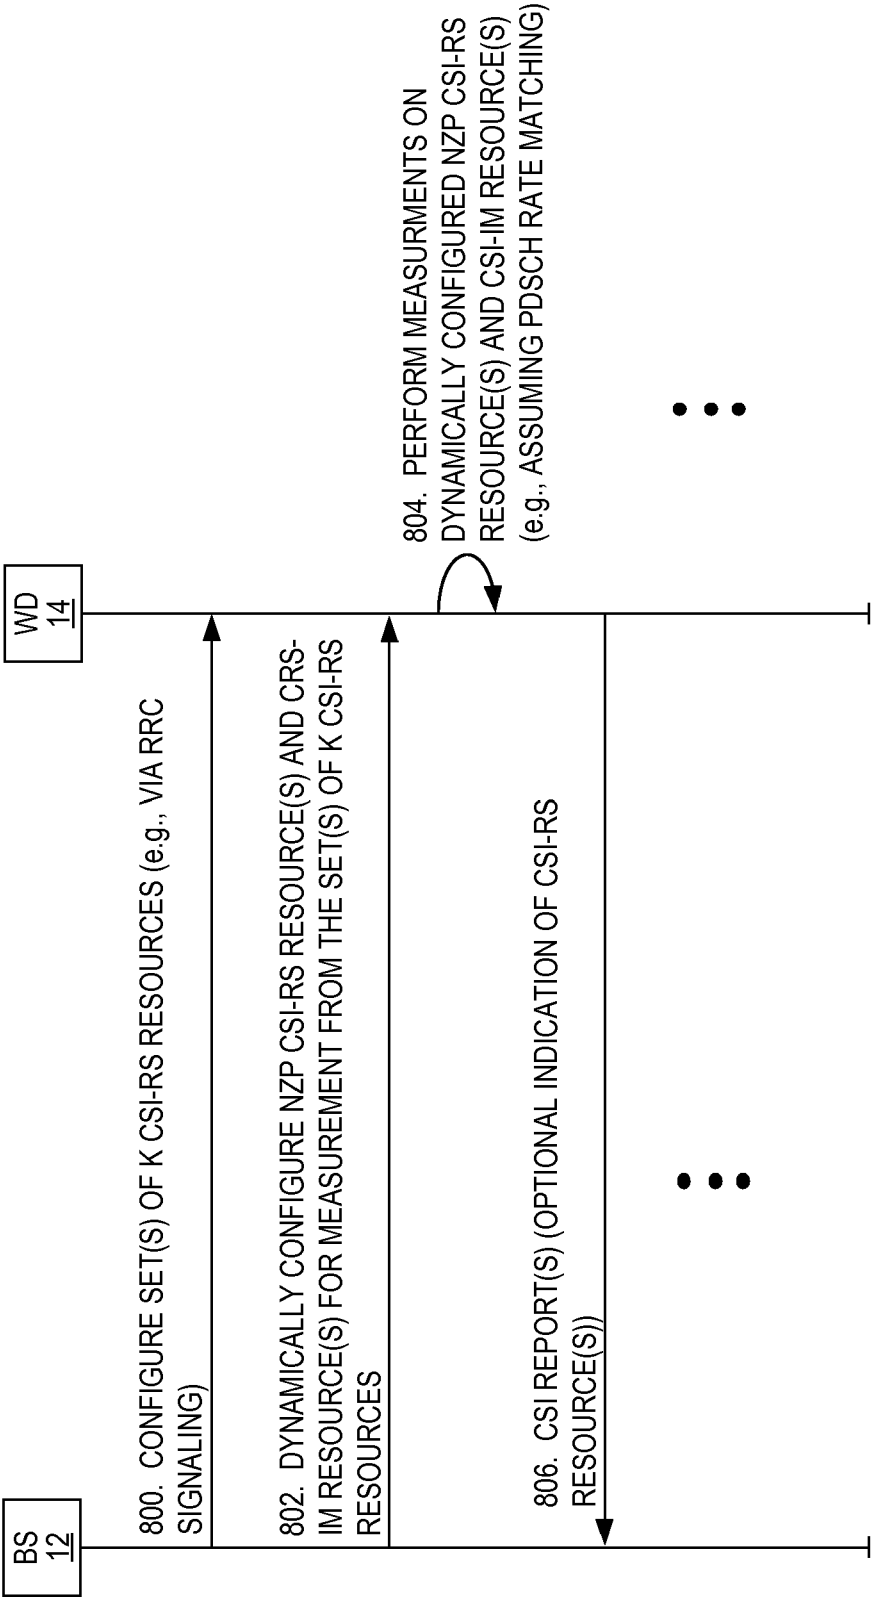 BS
12
WD
14
800. CONFIGURE SET(S) OF K CSI-RS RESOURCES (e.g., VIA RRC
SIGNALING)
802. DYNAMICALLY CONFIGURE NZP CSI-RS RESOURCE(S) AND CRS-
IM RESOURCE(S) FOR MEASUREMENT FROM THE SET(S) OF K CSI-RS
RESOURCES
804. PERFORM MEASURMENTS ON
DYNAMICALLY CONFIGURED NZP CSI-RS
RESOURCE(S) AND CSI-IM RESOURCE(S)
(e.g., ASSUMING PDSCH RATE MATCHING)
806. CSI REPORT(S) (OPTIONAL INDICATION OF CSI-RS
RESOURCE(S))